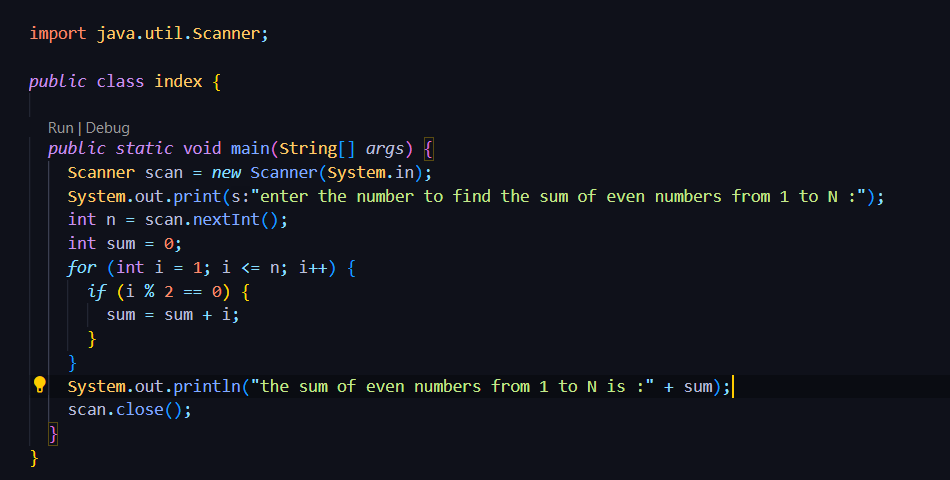 import java.util.Scanner;
public class index {
Run | Debug
public static void main(String[] args) {
Scanner scan = new Scanner(System.in);
System.out.print(s:"enter the number to find the sum of even numbers from 1 to N :");
int n = scan.nextInt();
int sum = 0;
for (int i = 1; i <= n; i++) {
if (i % 2 == 0) {
sum = sum + i;
}
}
System.out.println("the sum of even numbers from 1 to N is :" + sum);
scan.close();
}
}